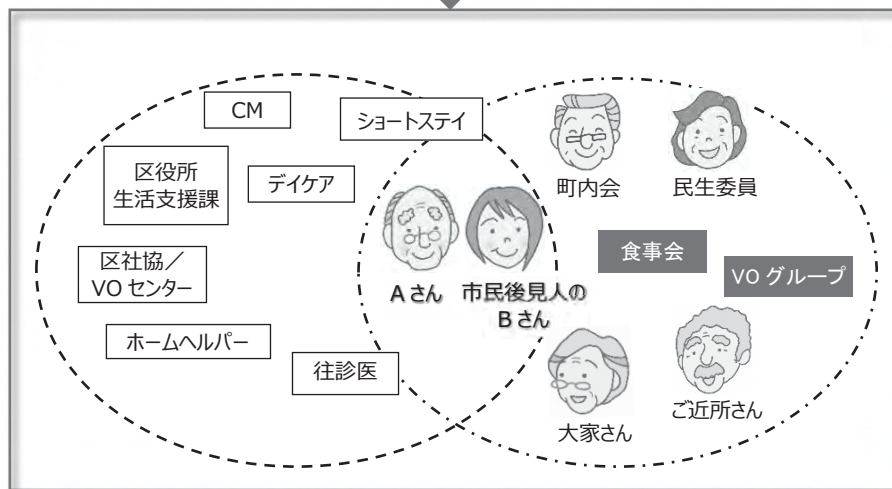 CM
ショートステイ
区役所
生活支援課
デイケア
区社協／
VO センター
ホームヘルパー
往診医
A さん
市民後見人の
B さん
町内会
民生委員
食事会
VO グループ
大家さん
ご近所さん